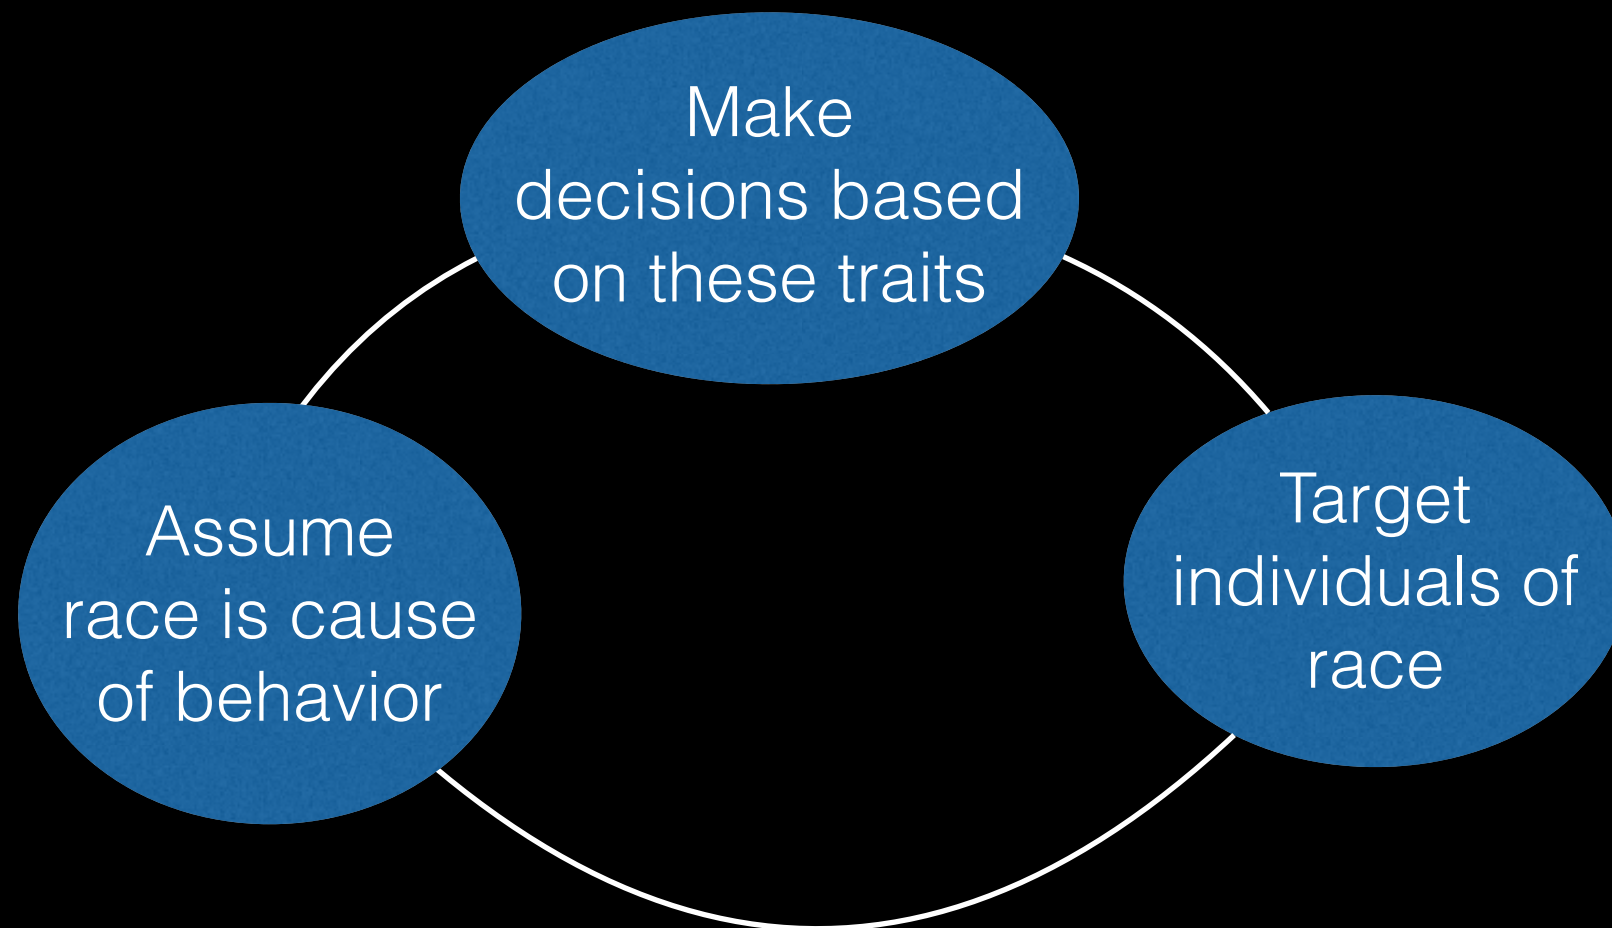 Make
decisions based
on these traits
Assume
race is cause
of behavior
Target
individuals of
race